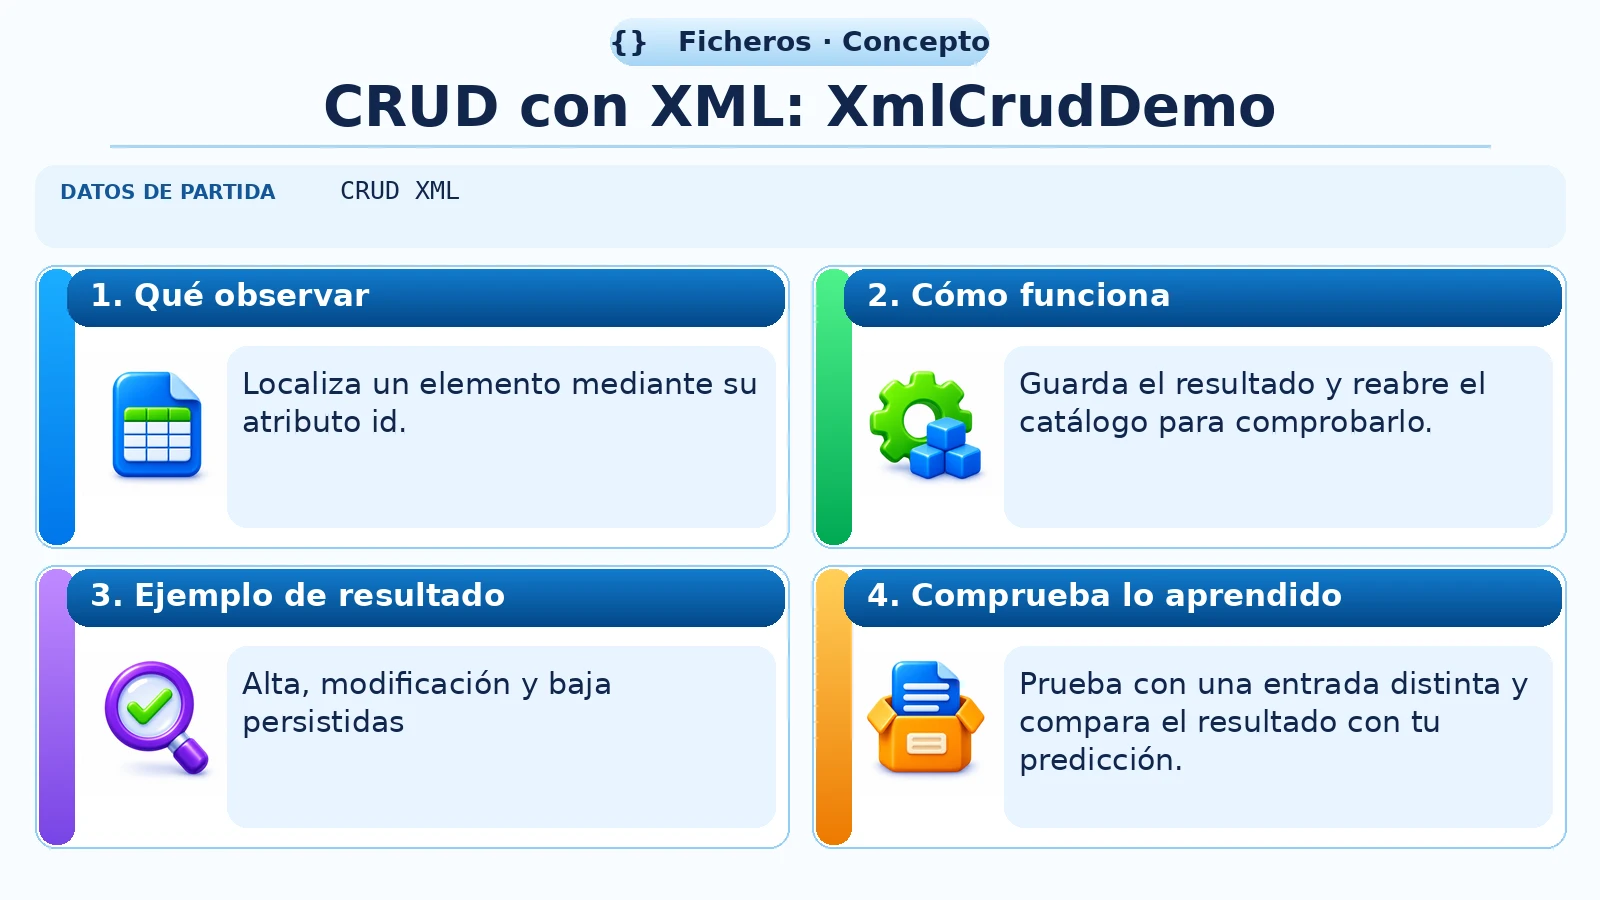 {} Ficheros · Concepto
CRUD con XML: XmlCrudDemo
DATOS DE PARTIDA CRUD XML
1. Qué observar
Localiza un elemento mediante su
atributo id.
2. Cómo funciona
Guarda el resultado y reabre el
catálogo para comprobarlo.
3. Ejemplo de resultado
Alta, modificación y baja
persistidas
4. Comprueba lo aprendido
Prueba con una entrada distinta y
compara el resultado con tu
predicción.